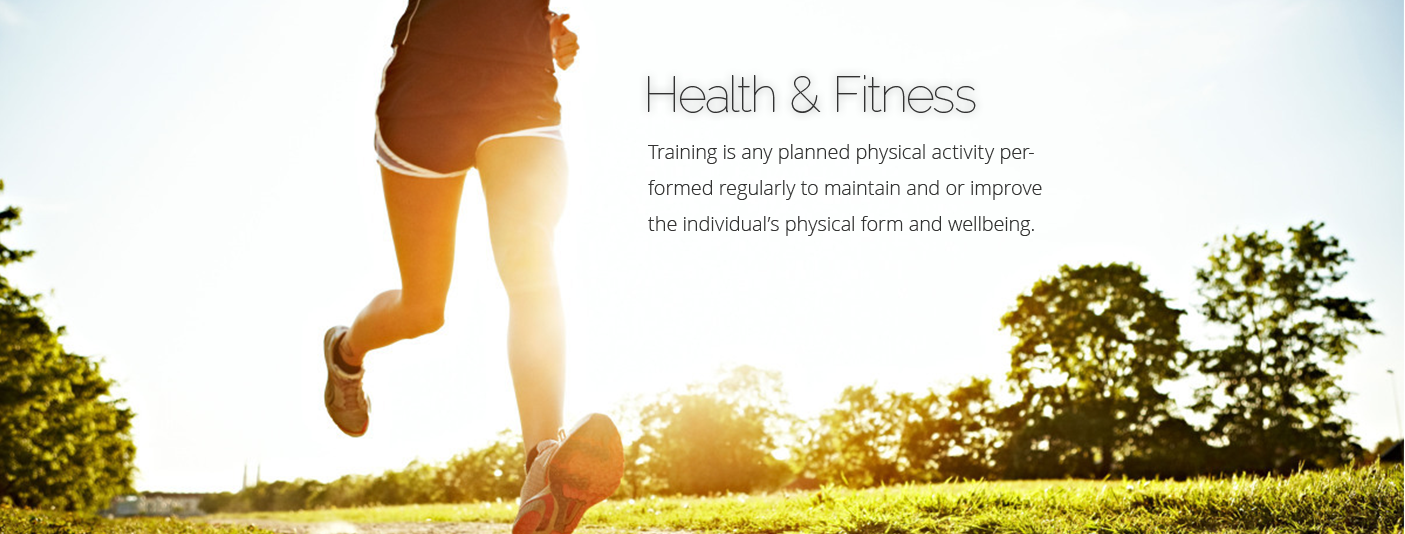 Health & Fitness
Training is any planned physical activity per-
formed regularly to maintain and or improve
the individual’s physical form and wellbeing.